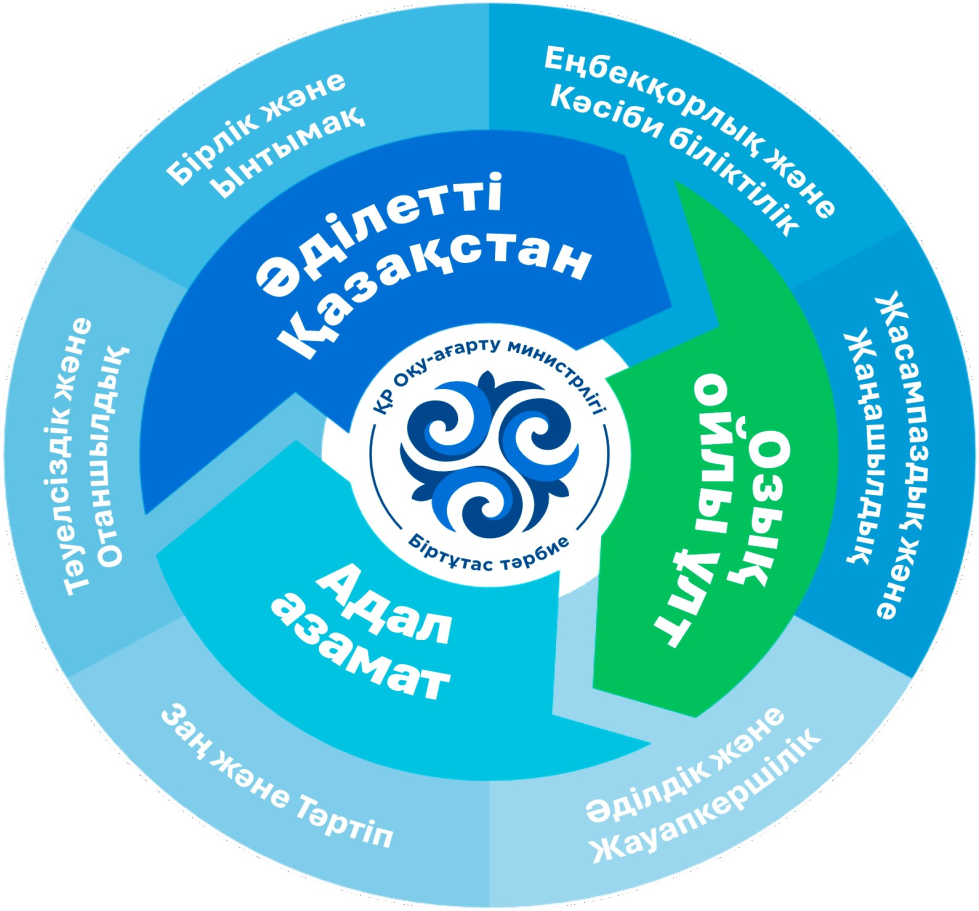 Бірлік және
Ынтымақ
Еңбекқорлық және
Кәсіби біліктілік
Жасампаздық және
Жаңашылдық
Әділдік және
Жауапкершілік
Заң және Тәртіп
Тәуелсіздік және
Отаншылдық
Әділетті
Қазақстан
Озық
ойлы ұлт
Адал
азамат
ҚР Оқу-ағарту министрлігі
Біртұтас тәрбие